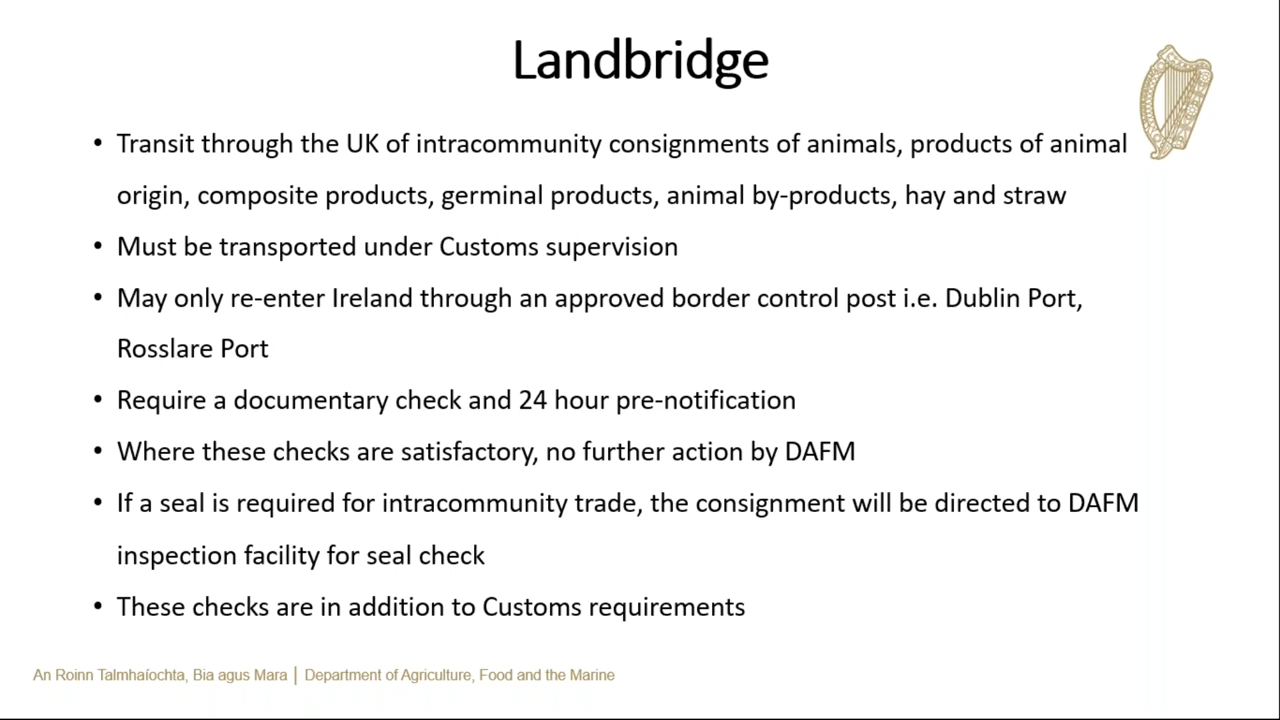 Landbridge
• Transit through the UK of intracommunity consignments of animals, products of animal
origin, composite products, germinal products, animal by-products, hay and straw
• Must be transported under Customs supervision
• May only re-enter Ireland through an approved border control post i.e. Dublin Port,
Rosslare Port
• Require a documentary check and 24 hour pre-notification
• Where these checks are satisfactory, no further action by DAFM
• If a seal is required for intracommunity trade, the consignment will be directed to DAFM
inspection facility for seal check
• These checks are in addition to Customs requirements
An Roinn Talmhaíochta, Bia agus Mara | Department of Agriculture, Food and the Marine